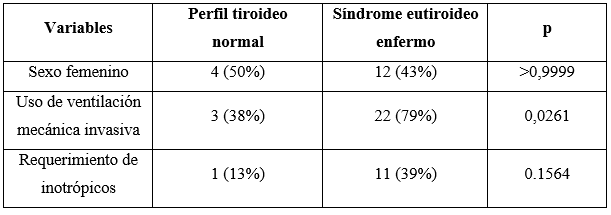 Variables Perfil tiroideo normal Síndrome eutiroideo enfermo p
Sexo femenino 4 (50%) 12 (43%) >0,9999
Uso de ventilación mecánica invasiva 3 (38%) 22 (79%) 0,0261
Requerimiento de inotrópicos 1 (13%) 11 (39%) 0.1564